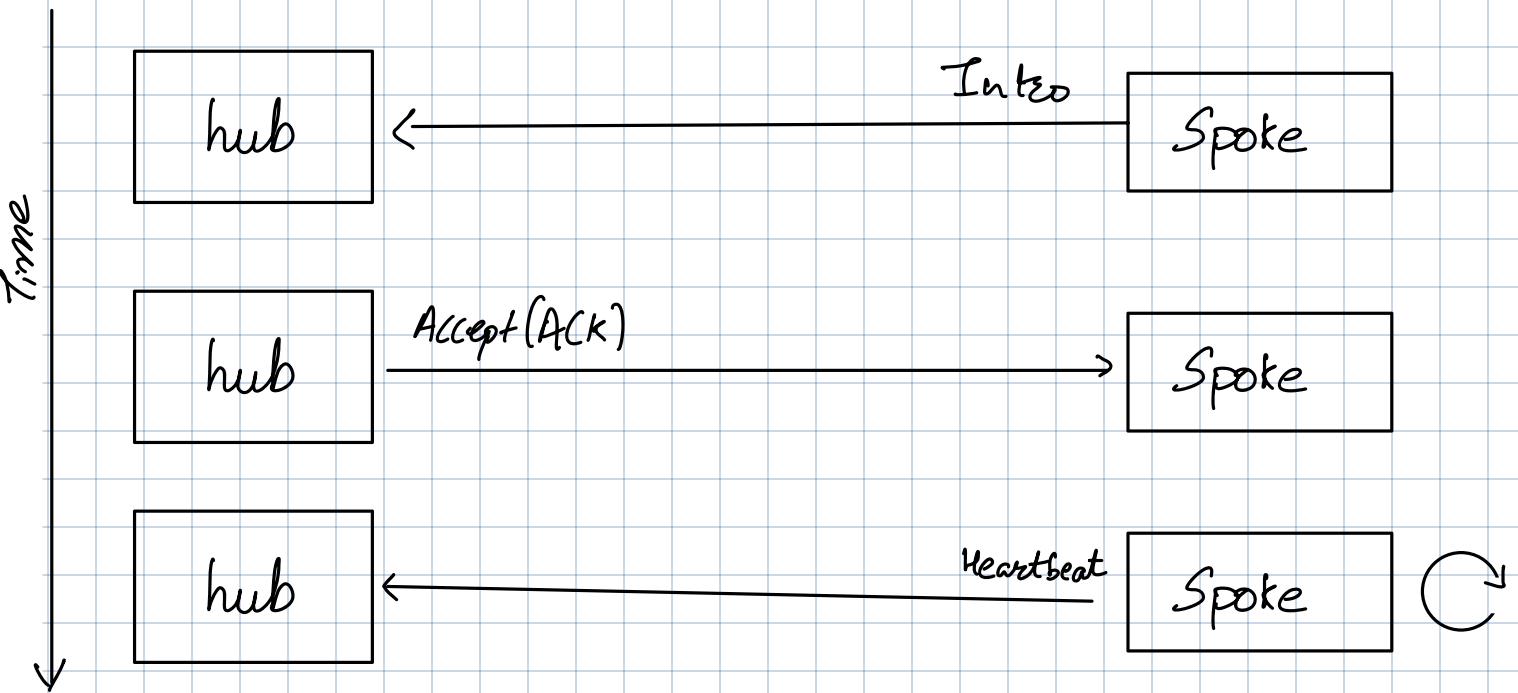 Intro
hub
Spoke
Time
Accept (ACK)
hub
Spoke
Heartbeat
hub
Spoke